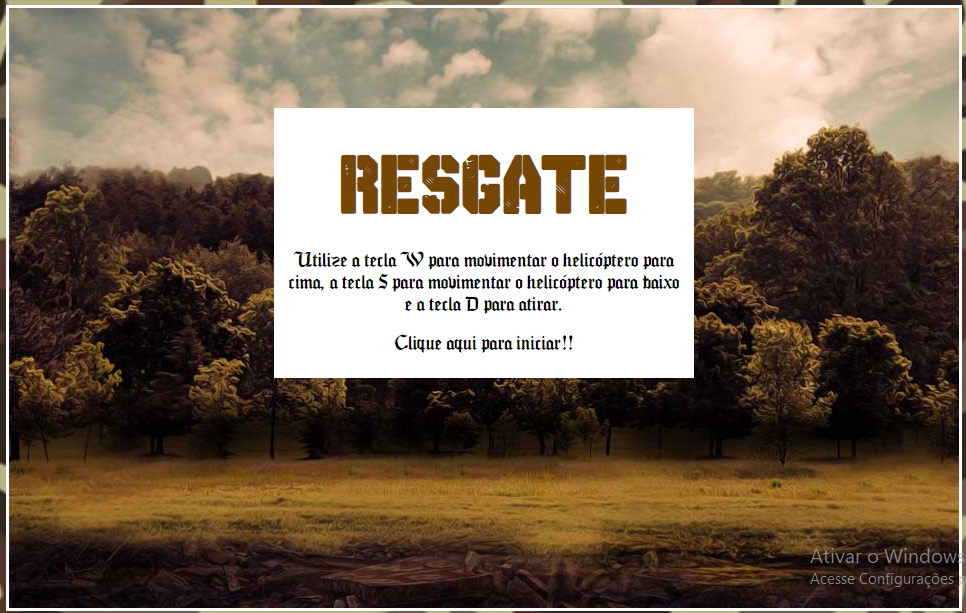 RESGATE
Utilize a tecla W para movimentar o helicóptero para
cima, a tecla S para movimentar o helicóptero para baixo
e a tecla D para atirar.
Clique aqui para iniciar!!
Ativar o Windows
Acesse Configurações